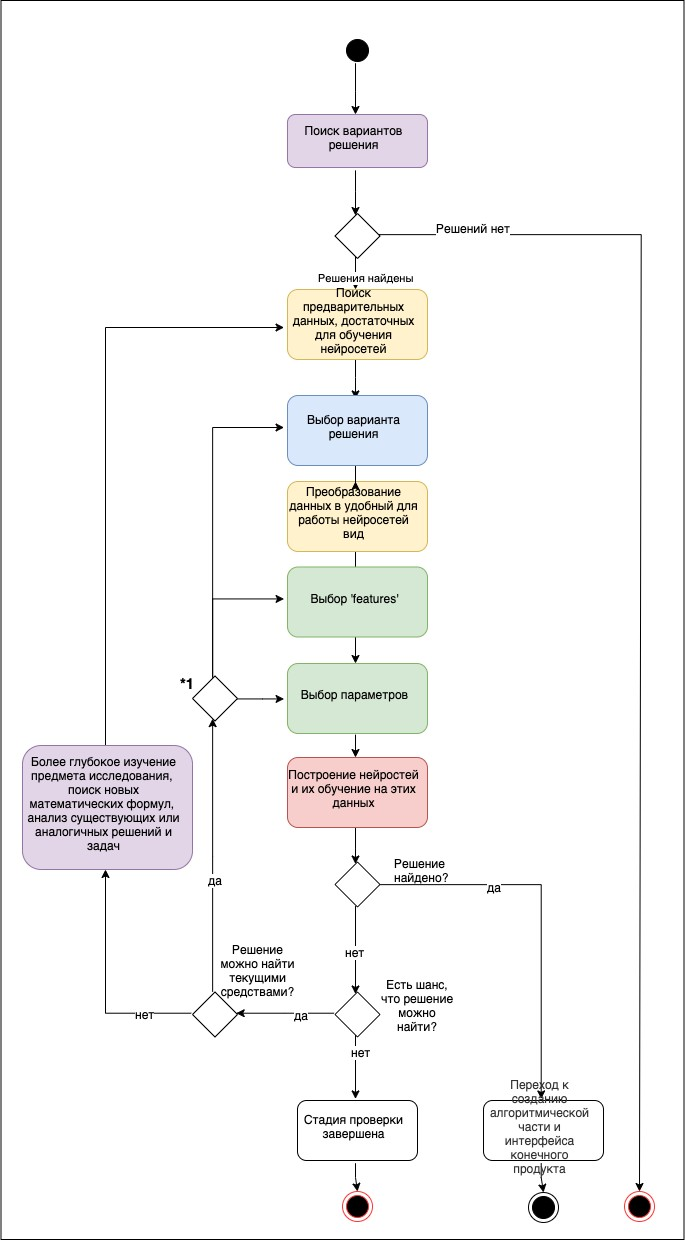 Поиск вариантов
решения
Решений нет
Решения найдены
Поиск
предварительных
данных, достаточных
для обучения
нейросетей
Выбор варианта
решения
Преобразование
данных в удобный для
работы нейросетей
вид
Выбор 'features'
*1
Выбор параметров
Более глубокое изучение
предмета исследования,
поиск новых
математических формул,
анализ существующих или
аналогичных решений и
задач
Построение нейростей
и их обучение на этих
данных
Решение
найдено?
да
да
нет
Решение
можно найти
текущими
средствами?
Есть шанс,
что решение
можно
найти?
нет
да
нет
Стадия проверки
завершена
Переход к
созданию
алгоритмической
части и
интерфейса
конечного
продукта